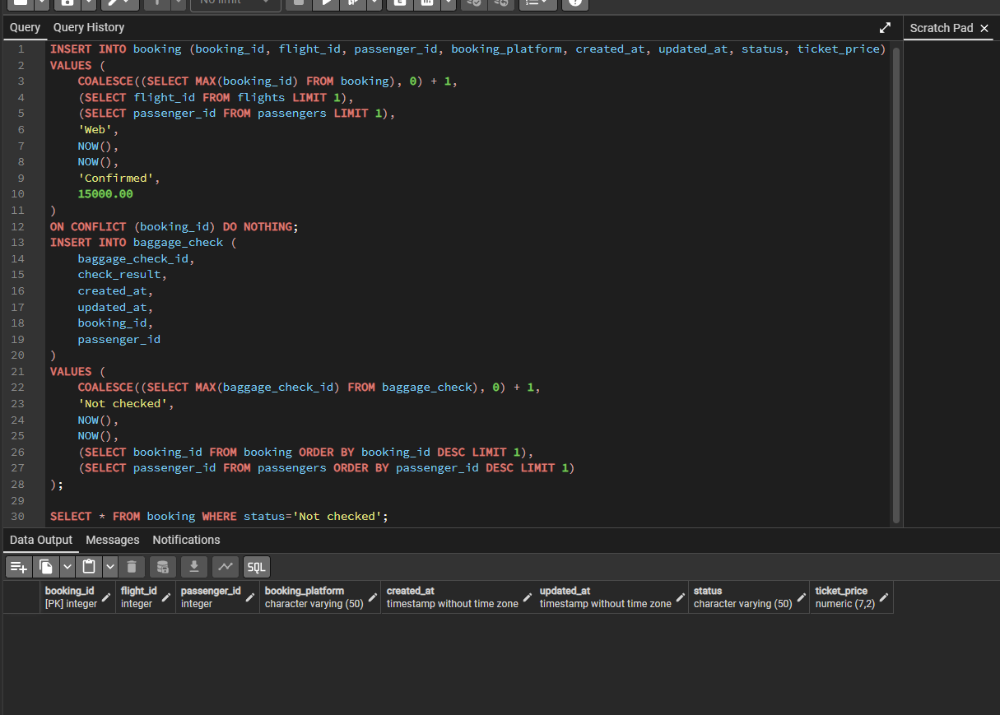 No limit
Query Query History Scratch Pad
1 INSERT INTO booking (booking_id, flight_id, passenger_id, booking_platform, created_at, updated_at, status, ticket_price)
2 VALUES (
3 COALESCE((SELECT MAX(booking_id) FROM booking), 0) + 1,
4 (SELECT flight_id FROM flights LIMIT 1),
5 (SELECT passenger_id FROM passengers LIMIT 1),
6 'Web',
7 NOW(),
8 NOW(),
9 'Confirmed',
10 15000.00
11 )
12 ON CONFLICT (booking_id) DO NOTHING;
13 INSERT INTO baggage_check (
14 baggage_check_id,
15 check_result,
16 created_at,
17 updated_at,
18 booking_id,
19 passenger_id
20 )
21 VALUES (
22 COALESCE((SELECT MAX(baggage_check_id) FROM baggage_check), 0) + 1,
23 'Not checked',
24 NOW(),
25 NOW(),
26 (SELECT booking_id FROM booking ORDER BY booking_id DESC LIMIT 1),
27 (SELECT passenger_id FROM passengers ORDER BY passenger_id DESC LIMIT 1)
28 );
29
30 SELECT * FROM booking WHERE status='Not checked';
Data Output Messages Notifications
SQL
booking_id flight_id passenger_id booking_platform created_at updated_at status ticket_price
[PK] integer integer integer character varying (50) timestamp without time zone timestamp without time zone character varying (50) numeric (7,2)